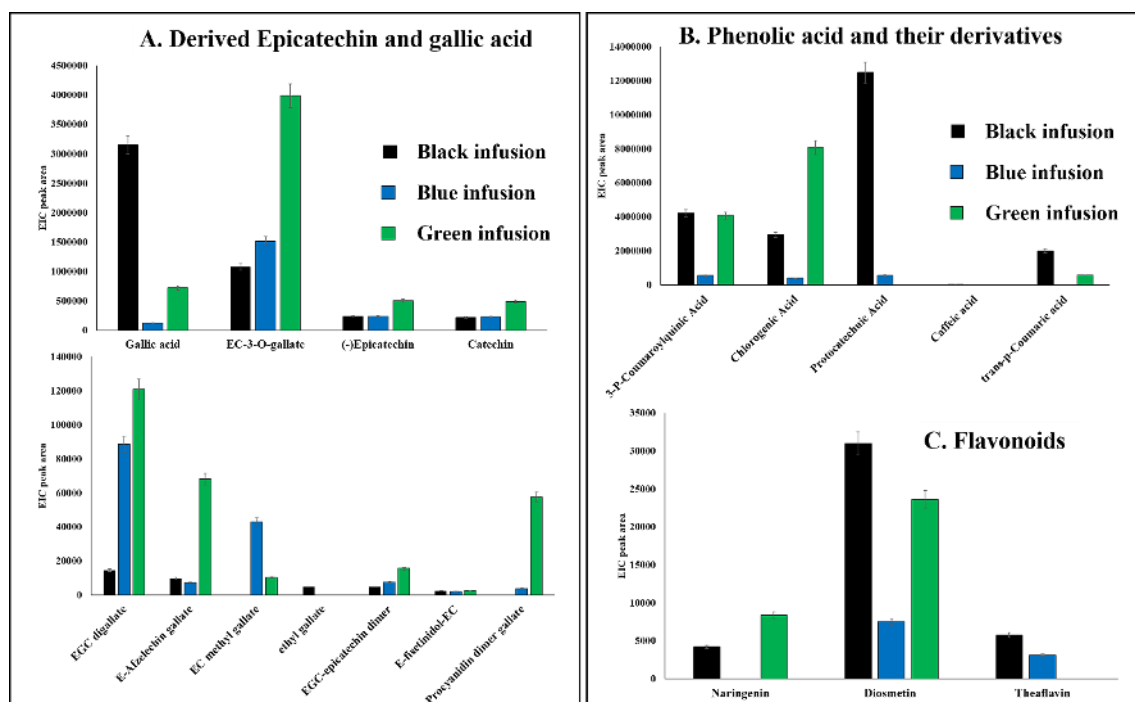 A. Derived Epicatechin and gallic acid
4500000
4000000
3500000
3000000
2500000
2000000
1500000
1000000
500000
0
EIC peak area
Black infusion
Blue infusion
Green infusion
Gallic acid
EC-3-O-gallate
(-)Epicatechin
Catechin
140000
120000
100000
80000
60000
40000
20000
0
EIC peak area
EGC digallate
E-Afzelechin gallate
EC methyl gallate
ethyl gallate
EGC-epicatechin dimer
E-fisetinidol-EC
Procyanidin dimer gallate
B. Phenolic acid and their derivatives
14000000
12000000
10000000
8000000
6000000
4000000
2000000
0
EIC peak area
Black infusion
Blue infusion
Green infusion
3-P-Coumaroylquinic Acid
Chlorogenic Acid
Protocatechuic Acid
Caffeic acid
trans-p-Coumaric acid
C. Flavonoids
35000
30000
25000
20000
15000
10000
5000
0
EIC peak area
Naringenin
Diosmetin
Theaflavin